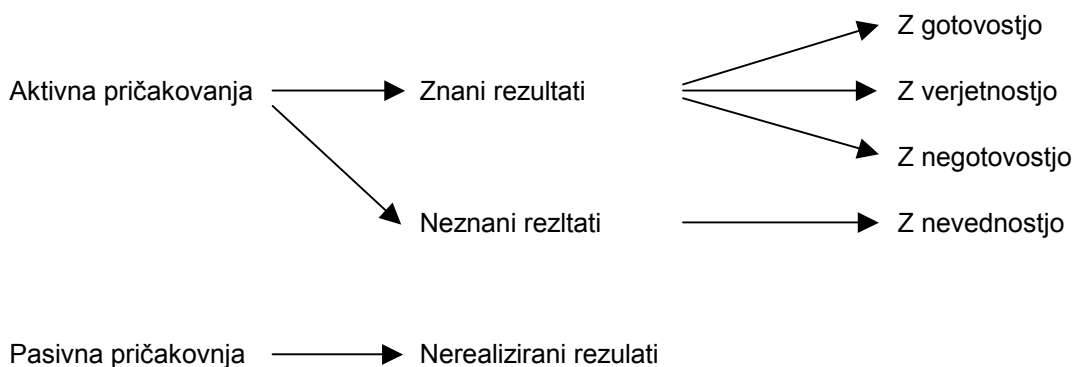 Z gotovostjo
Aktivna pričakovanja Znani rezultati Z verjetnostjo
Z negotovostjo
Neznani rezltati Z nevednostjo
Pasivna pričakovnja Nerealizirani rezulati